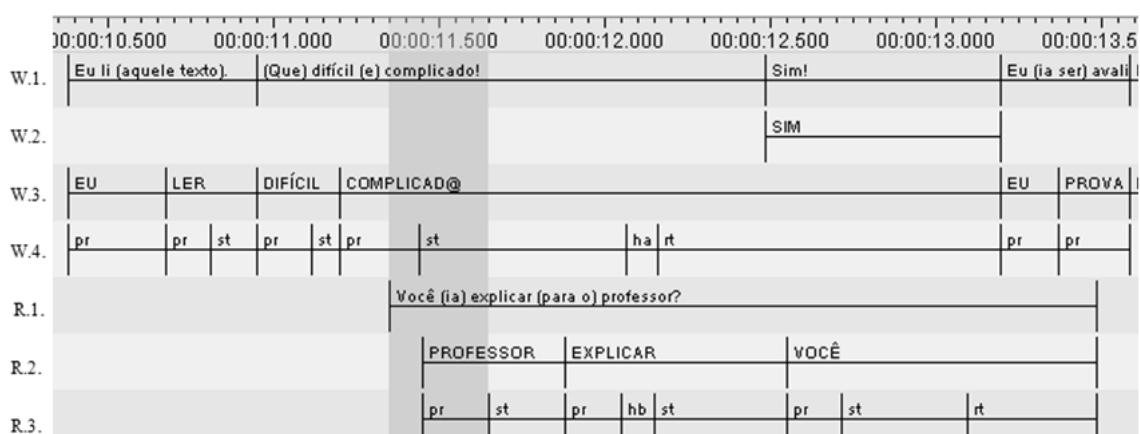 00:00:10.500 00:00:11.000 00:00:11.500 00:00:12.000 00:00:12.500 00:00:13.000 00:00:13.5
W.1. Eu li (aquele texto). (Que) difícil (e) complicado! Sim! Eu (ia ser) avali
W.2. SIM
W.3. EU LER DIFÍCIL COMPLICAD@ EU PROVA
W.4. pr pr st pr st pr st ha rt pr pr
R.1. Você (ia) explicar (para o) professor?
R.2. PROFESSOR EXPLICAR VOCÊ
R.3. pr st pr hb st pr st rt